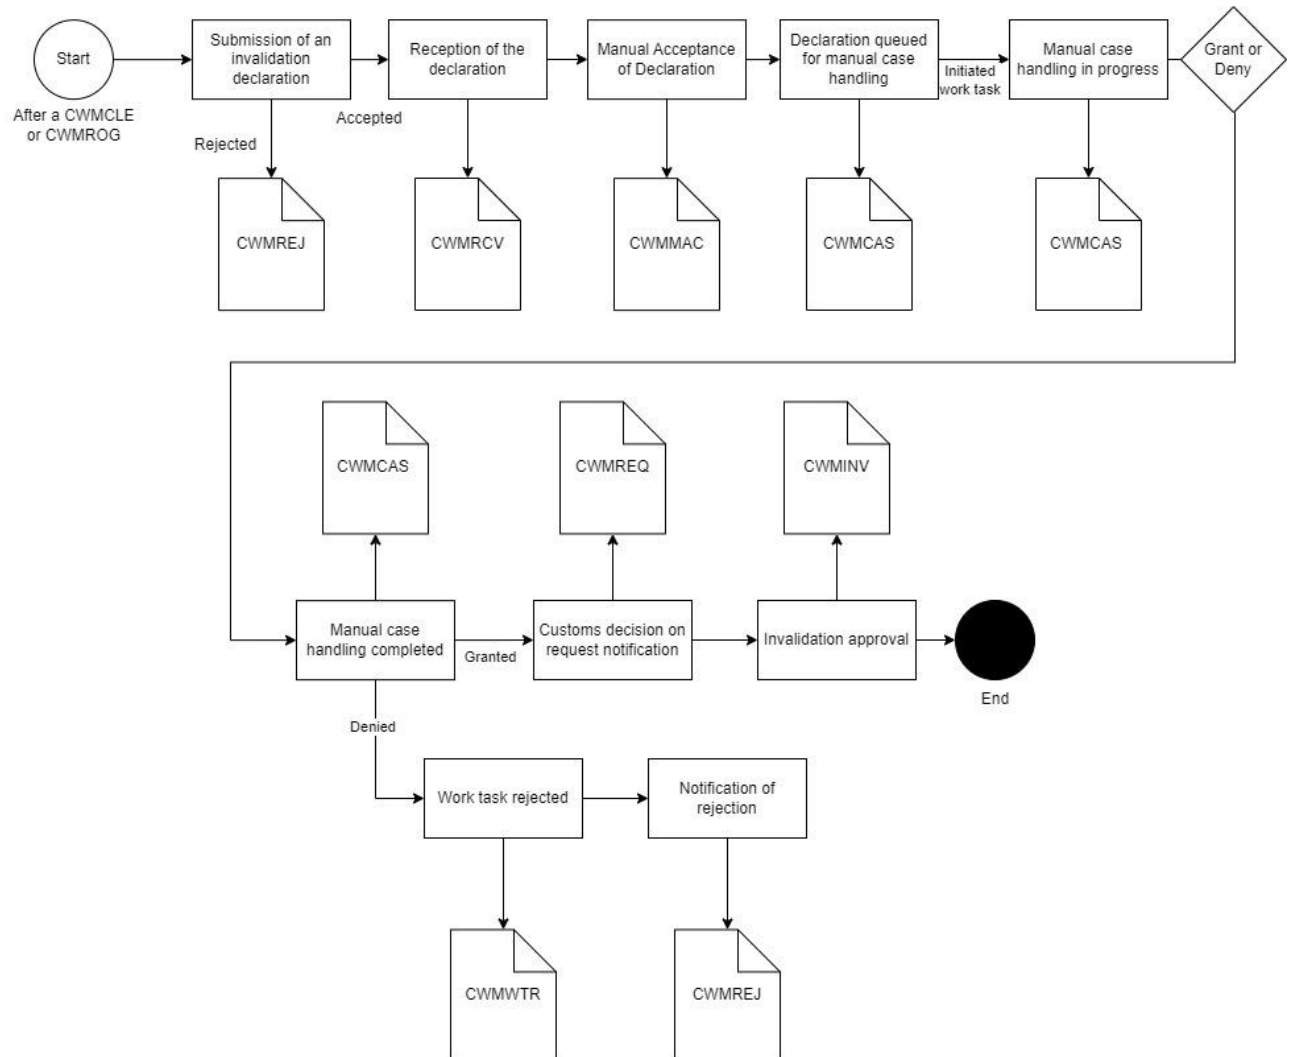 Start
After a CWMCLE
or CWMROG
Submission of an
invalidation
declaration
Rejected
Accepted
Reception of the
declaration
Manual Acceptance
of Declaration
Declaration queued
for manual case
handling
Initiated
work task
Manual case
handling in progress
Grant or
Deny
CWMREJ
CWMRCV
CWMMAC
CWMCAS
CWMCAS
CWMCAS
CWMREQ
CWMINV
Manual case
handling completed
Granted
Customs decision on
request notification
Invalidation approval
End
Denied
Work task rejected
Notification of
rejection
CWMWTR
CWMREJ